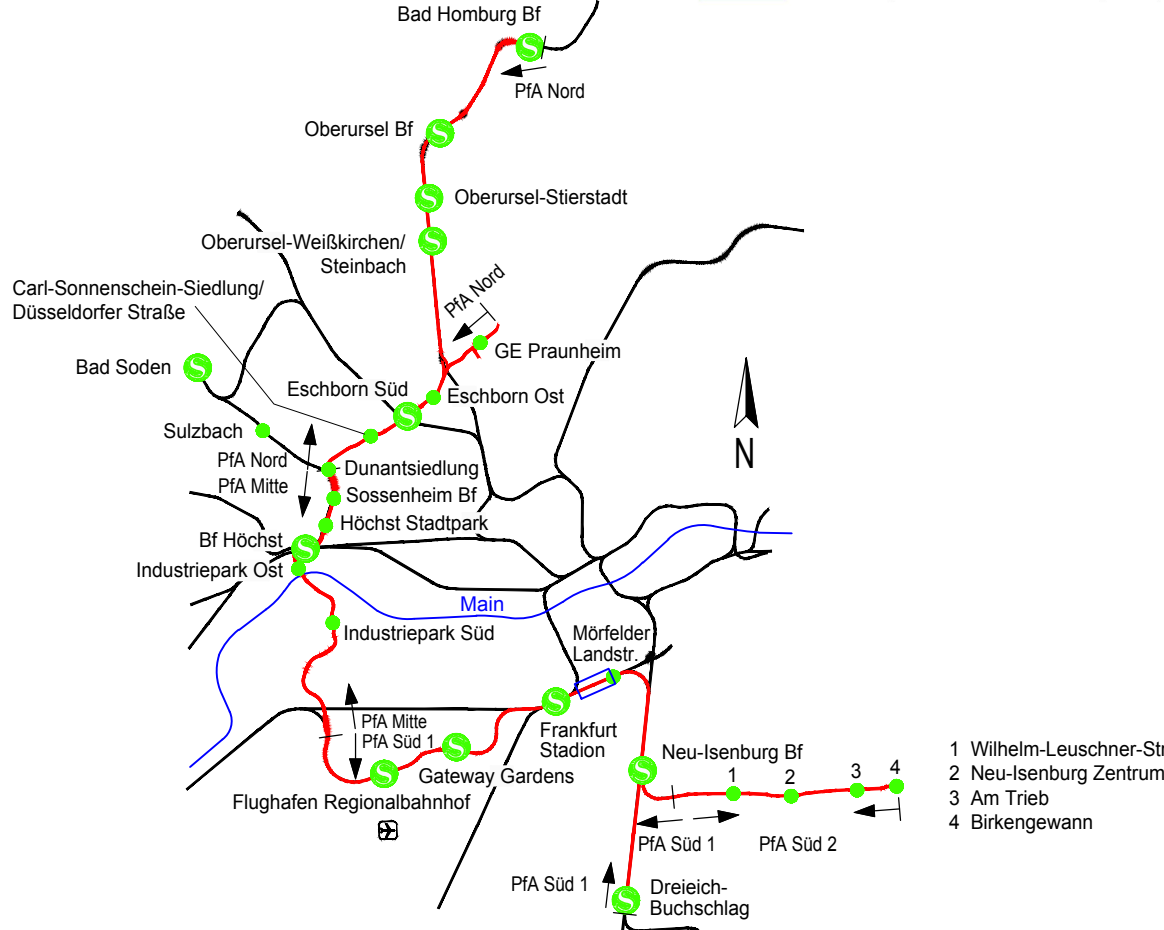 Bad Homburg Bf
PfA Nord
Oberursel Bf
Oberursel-Stierstadt
Oberursel-Weißkirchen/
Steinbach
Carl-Sonnenschein-Siedlung/
Düsseldorfer Straße
PfA Nord
GE Praunheim
Bad Soden
Eschborn Süd
Eschborn Ost
Sulzbach
PfA Nord
PfA Mitte
Dunantsiedlung
Sossenheim Bf
Höchst Stadtpark
Bf Höchst
Industriepark Ost
N
Main
Industriepark Süd
Mörfelder
Landstr.
PfA Mitte
PfA Süd 1
Frankfurt
Stadion
Gateway Gardens
Flughafen Regionalbahnhof
Neu-Isenburg Bf
1
2
3
4
PfA Süd 1
PfA Süd 2
PfA Süd 1
Dreieich-
Buchschlag
1 Wilhelm-Leuschner-Str
2 Neu-Isenburg Zentrum
3 Am Trieb
4 Birkengewann